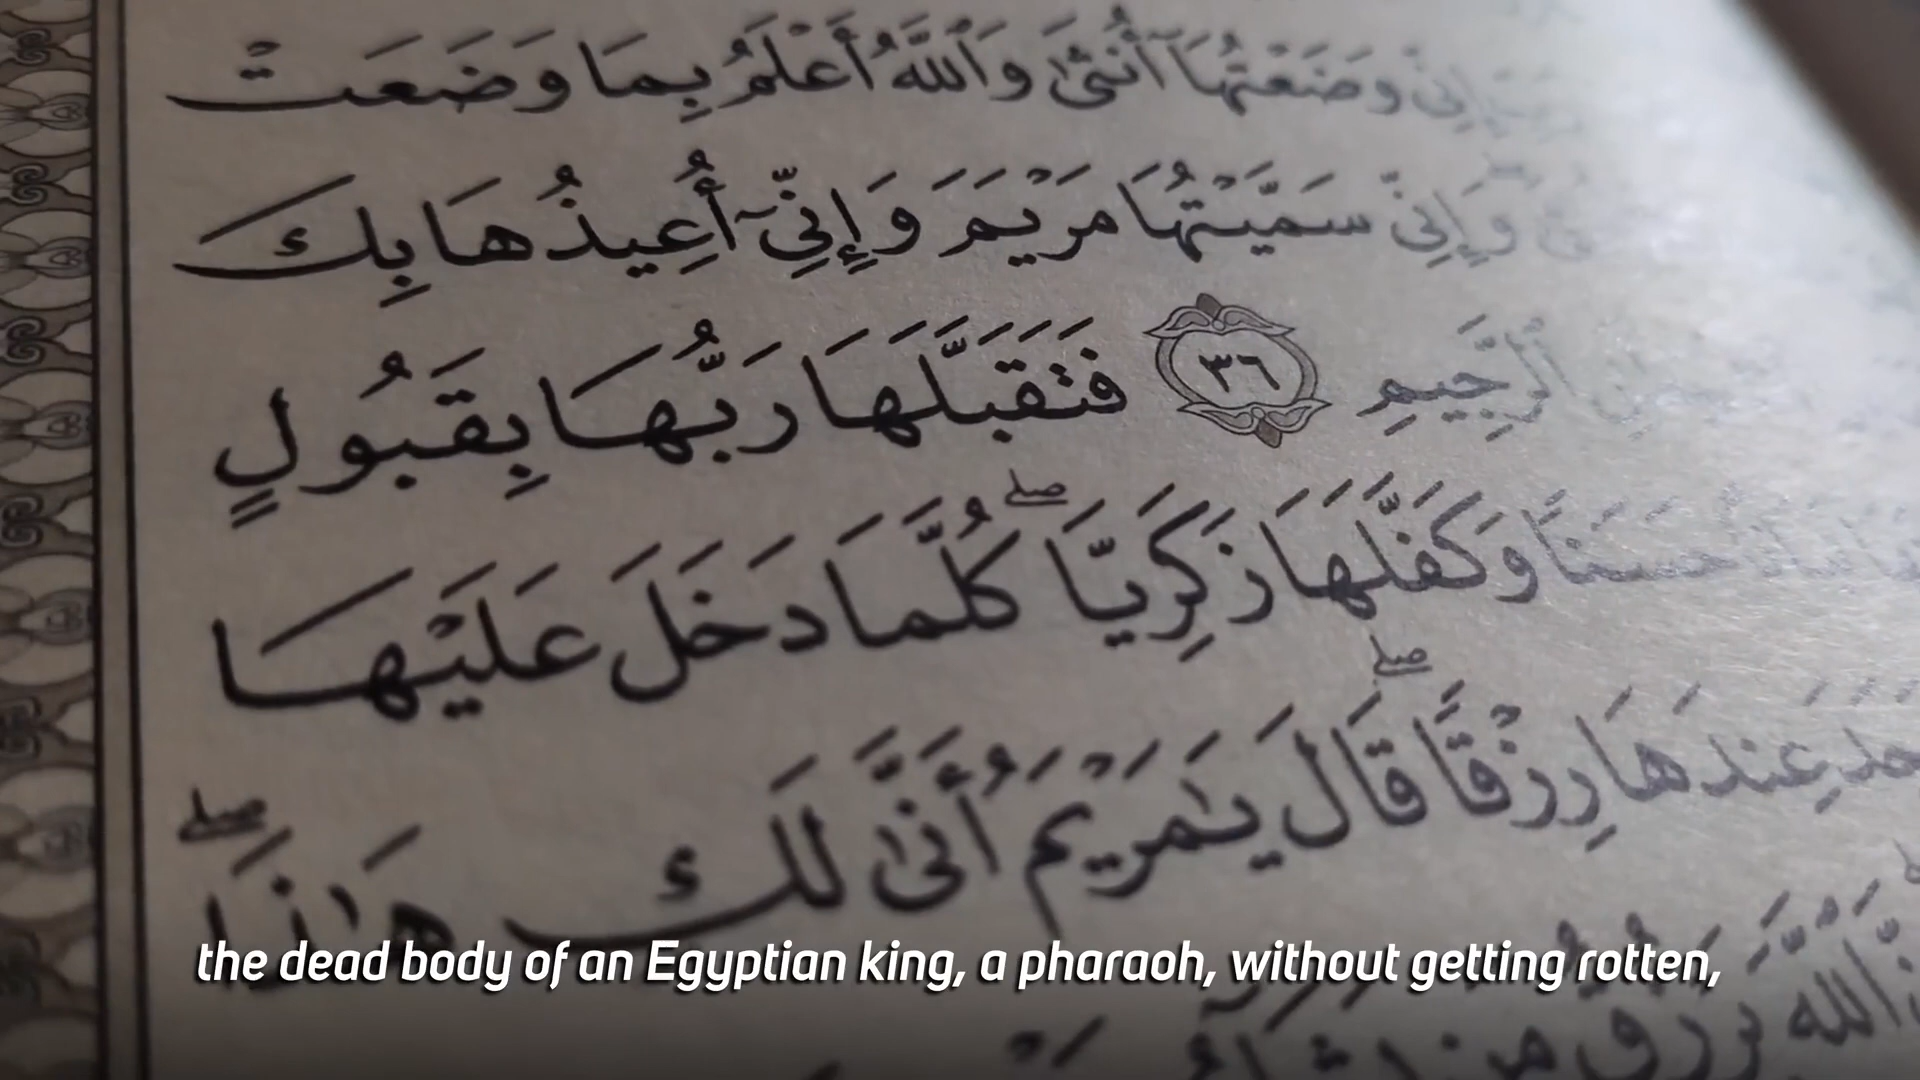 إِنِّي وَضَعْتُهَآ أُنثَىٰ وَٱللَّهُ أَعْلَمُ بِمَا وَضَعَتْ
وَإِنِّي سَمَّيْتُهَا مَرْيَمَ وَإِنِّيٓ أُعِيذُهَا بِكَ
ٱلرَّجِيمِ ٣٦ فَتَقَبَّلَهَا رَبُّهَا بِقَبُولٍ
حَسَنٍ وَكَفَّلَهَا زَكَرِيَّا ۖ كُلَّمَا دَخَلَ عَلَيْهَا
عِندَهَا رِزْقًا ۖ قَالَ يَٰمَرْيَمُ أَنَّىٰ لَكِ هَٰذَا ۖ
the dead body of an Egyptian king, a pharaoh, without getting rotten,